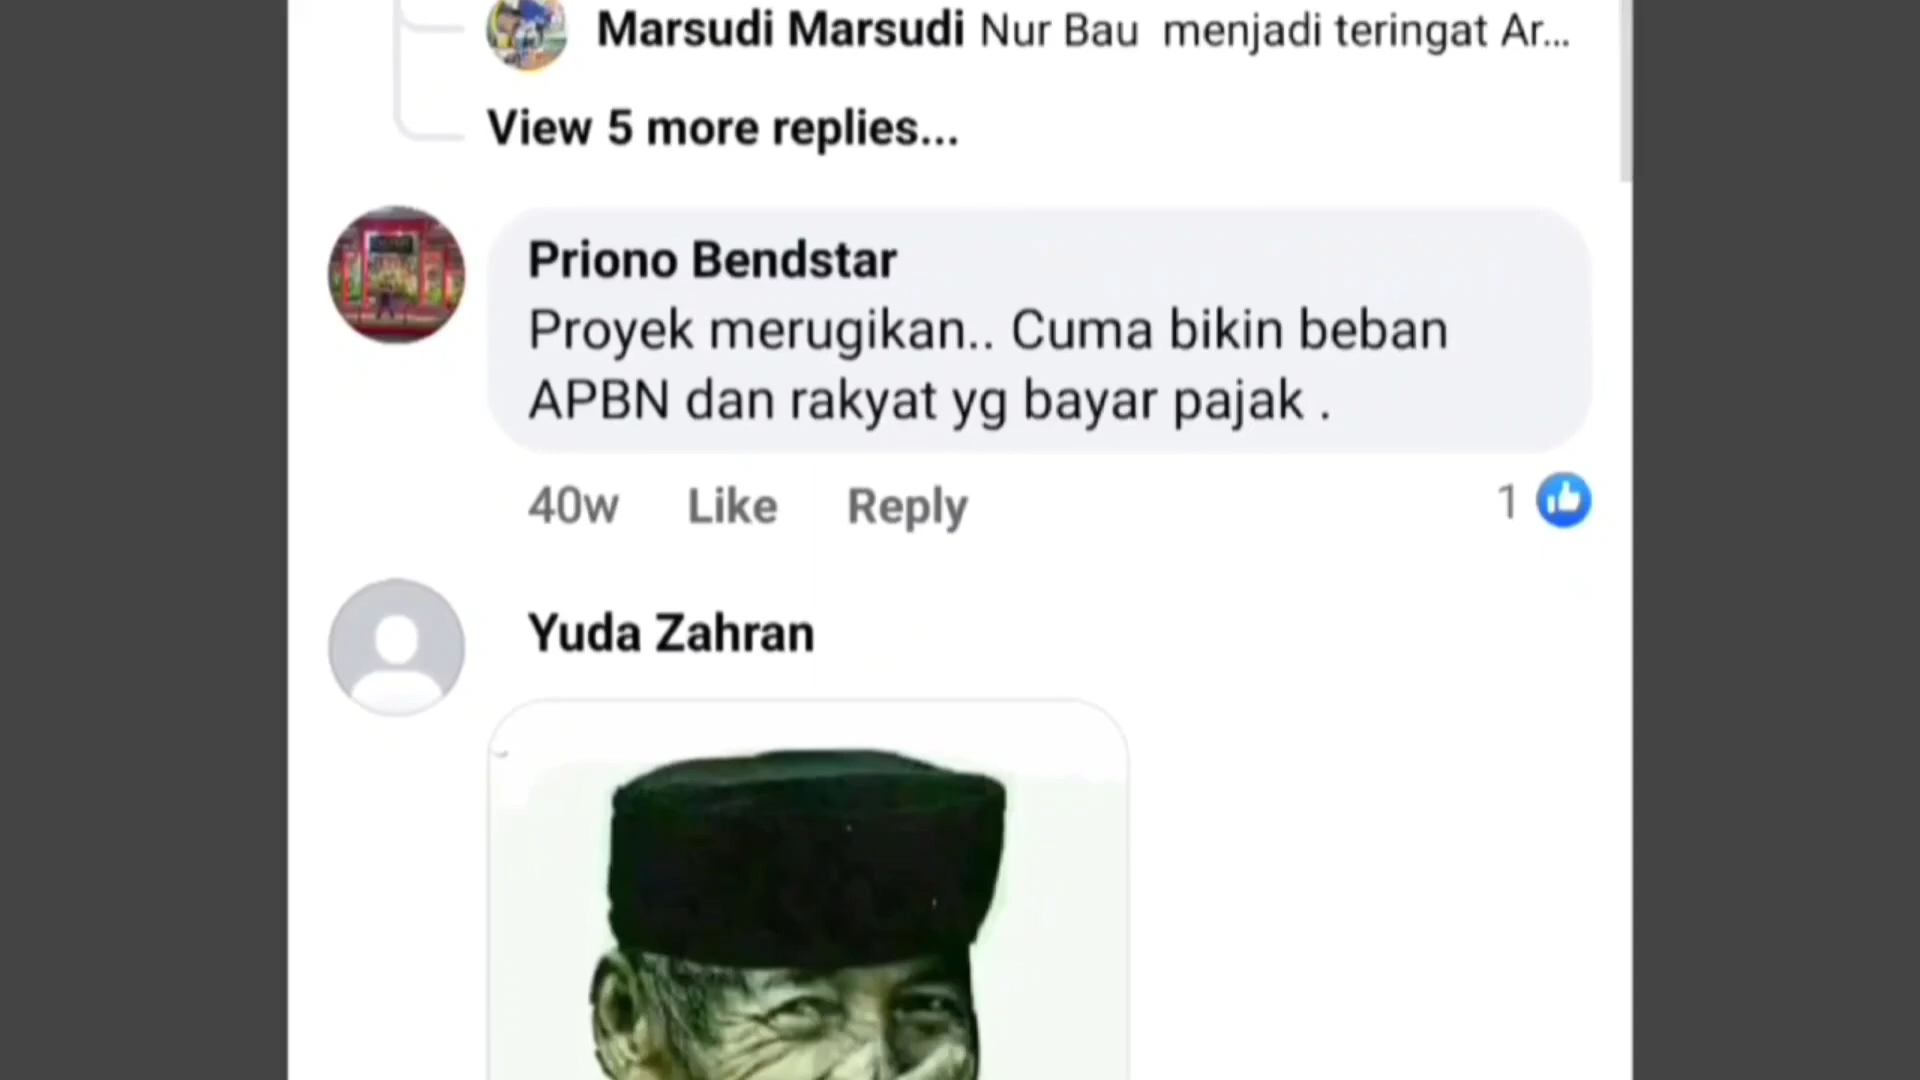 Marsudi Marsudi Nur Bau menjadi teringat Ar...
View 5 more replies...
Priono Bendstar
Proyek merugikan.. Cuma bikin beban
APBN dan rakyat yg bayar pajak .
40w Like Reply 1
Yuda Zahran